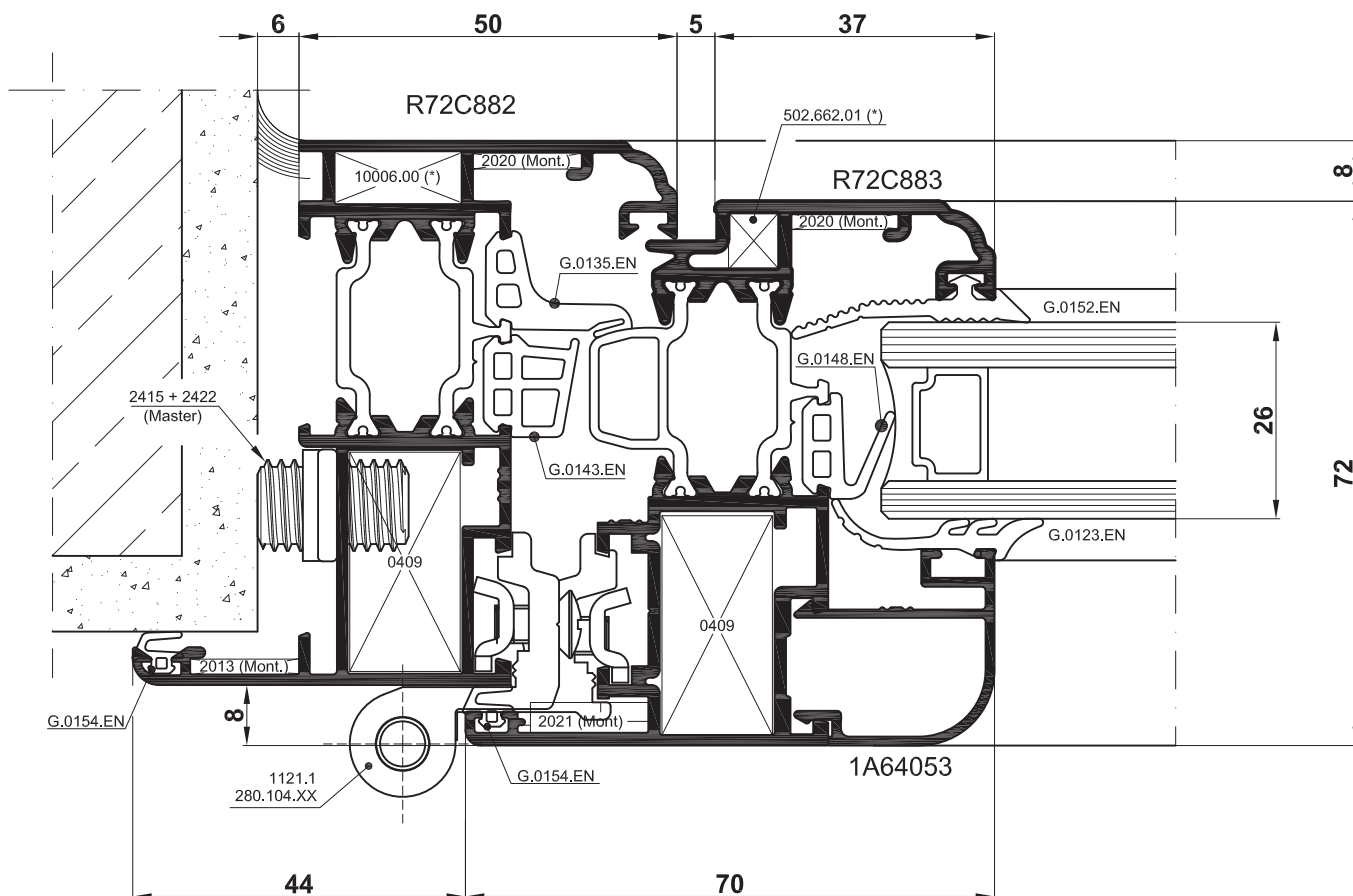 6
50
5
37
R72C882
502.662.01 (*)
2020 (Mont.)
10006.00 (*)
R72C883
8
2020 (Mont.)
G.0135.EN
G.0152.EN
G.0148.EN
2415 + 2422
(Master)
26
72
G.0143.EN
G.0123.EN
0409
0409
2013 (Mont.)
G.0154.EN
8
2021 (Mont)
1121.1
280.104.XX
G.0154.EN
1A64053
44
70